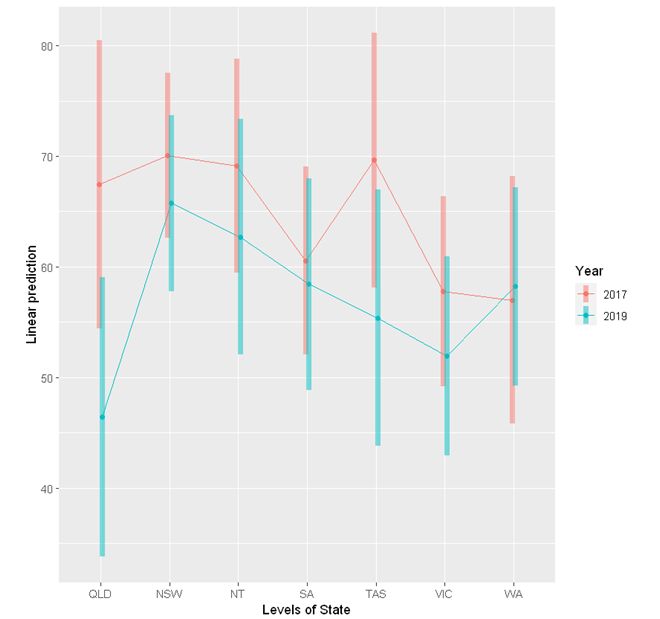 80
70
60
50
40
Linear prediction
QLD NSW NT SA TAS VIC WA
Levels of State
Year
2017
2019